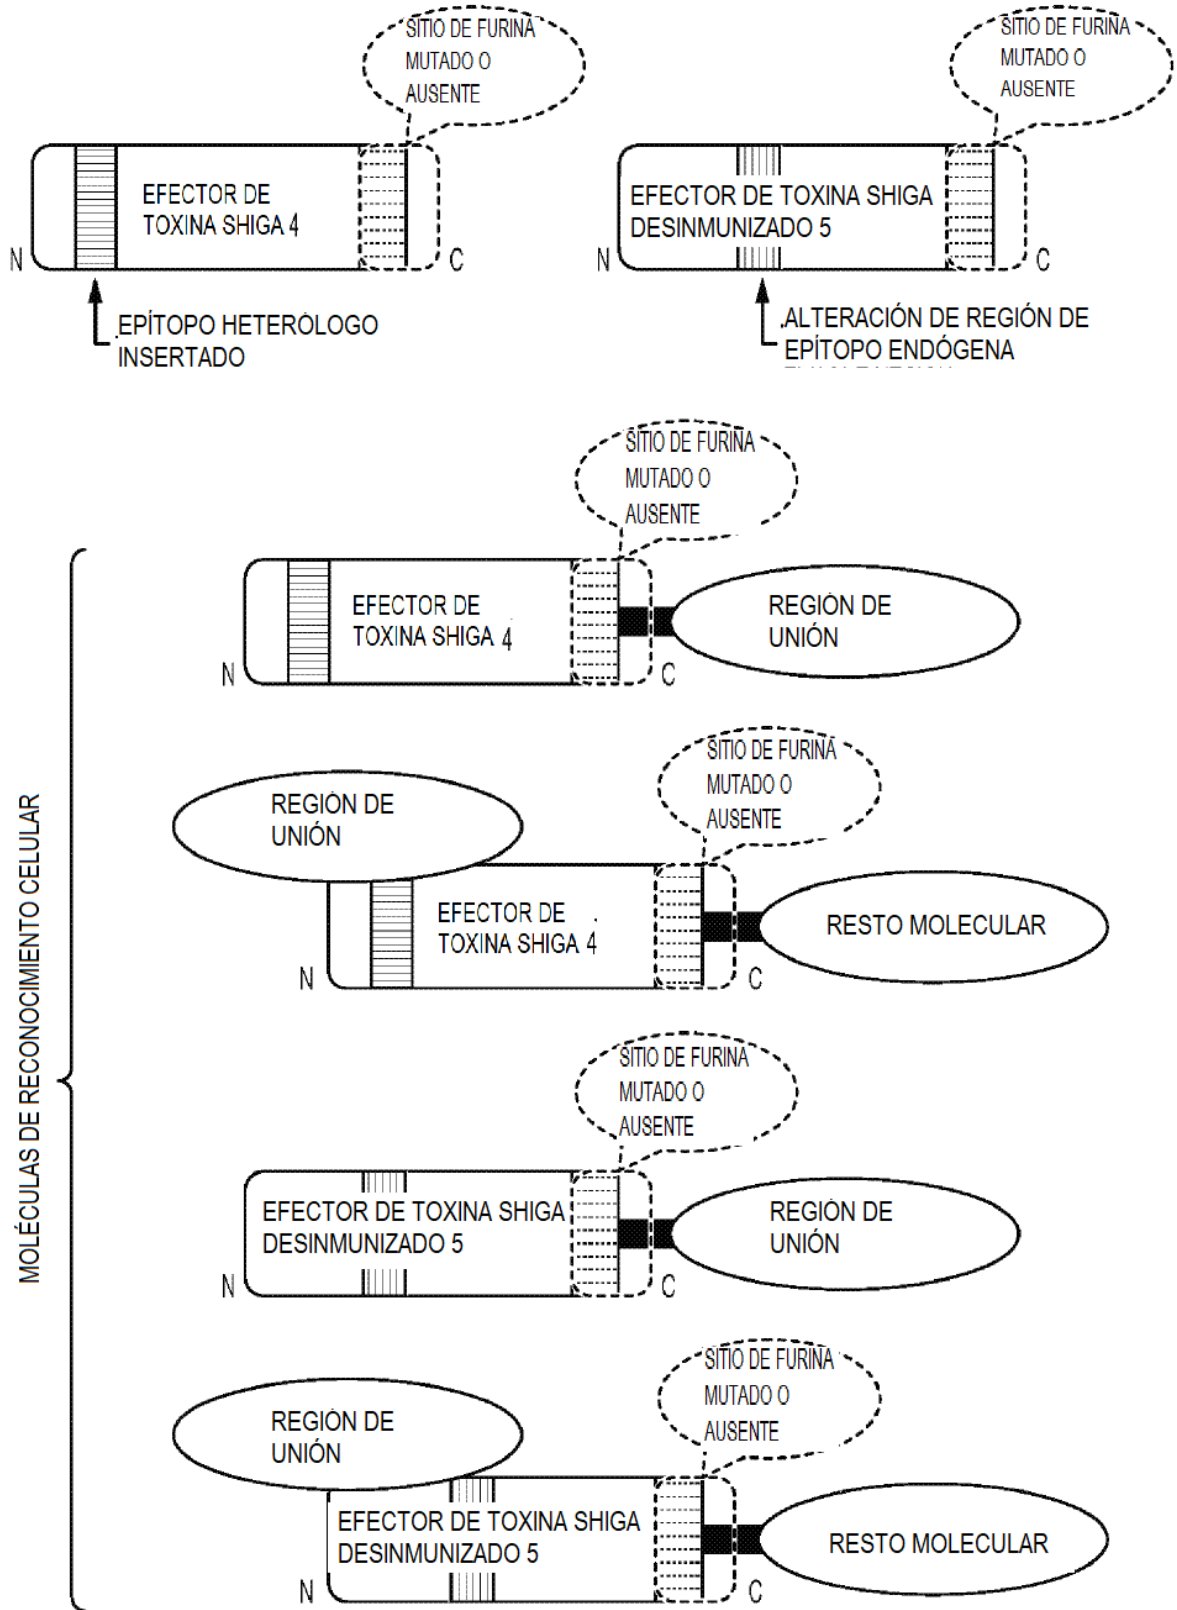 SITIO DE FURINA
MUTADO O
AUSENTE
EFECTOR DE
TOXINA SHIGA 4
N
C
EPÍTOPO HETERÓLOGO
INSERTADO
SITIO DE FURINA
MUTADO O
AUSENTE
EFECTOR DE TOXINA SHIGA
DESINMUNIZADO 5
N
C
ALTERACIÓN DE REGIÓN DE
EPÍTOPO ENDÓGENA
MOLÉCULAS DE RECONOCIMIENTO CELULAR
SITIO DE FURINA
MUTADO O
AUSENTE
EFECTOR DE
TOXINA SHIGA 4
REGIÓN DE
UNIÓN
N
C
SITIO DE FURINA
MUTADO O
AUSENTE
REGIÓN DE
UNIÓN
EFECTOR DE
TOXINA SHIGA 4
RESTO MOLECULAR
N
C
SITIO DE FURINA
MUTADO O
AUSENTE
EFECTOR DE TOXINA SHIGA
DESINMUNIZADO 5
REGIÓN DE
UNIÓN
N
C
SITIO DE FURINA
MUTADO O
AUSENTE
REGIÓN DE
UNIÓN
EFECTOR DE TOXINA SHIGA
DESINMUNIZADO 5
RESTO MOLECULAR
N
C